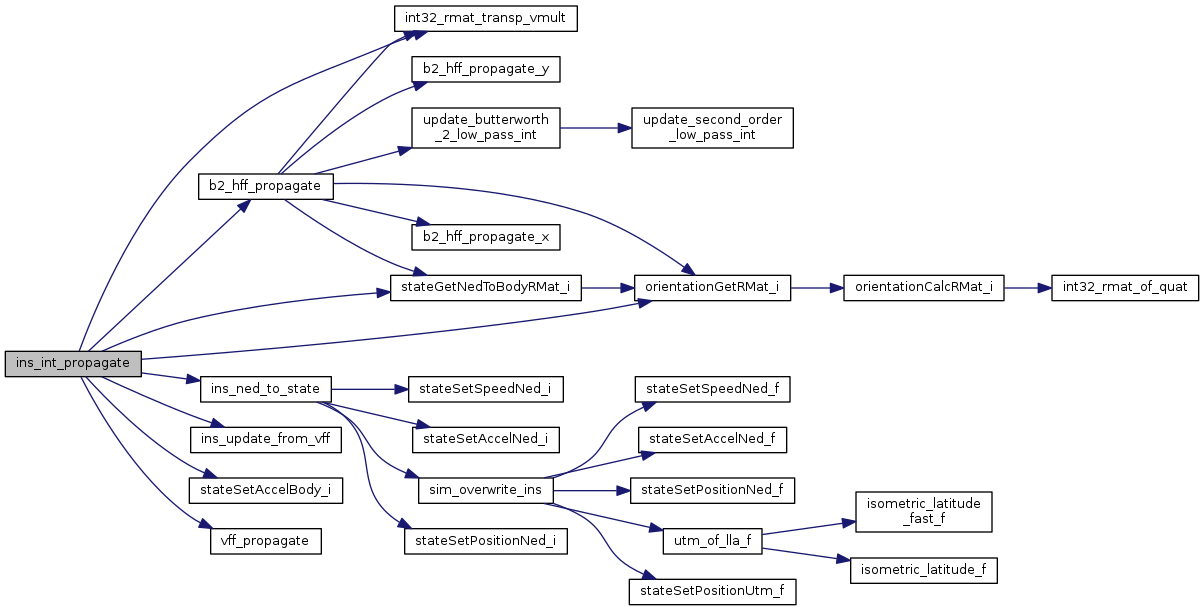 int32_rmat_transp_vmult
b2_hff_propagate_y
update_butterworth
_2_low_pass_int
update_second_order
_low_pass_int
b2_hff_propagate
b2_hff_propagate_x
stateGetNedToBodyRMat_i
orientationGetRMat_i
orientationCalcRMat_i
int32_rmat_of_quat
ins_int_propagate
ins_ned_to_state
stateSetSpeedNed_i
stateSetSpeedNed_f
ins_update_from_vff
stateSetAccelNed_i
stateSetAccelNed_f
stateSetAccelBody_i
sim_overwrite_ins
stateSetPositionNed_f
isometric_latitude
_fast_f
vff_propagate
stateSetPositionNed_i
utm_of_lla_f
isometric_latitude_f
stateSetPositionUtm_f